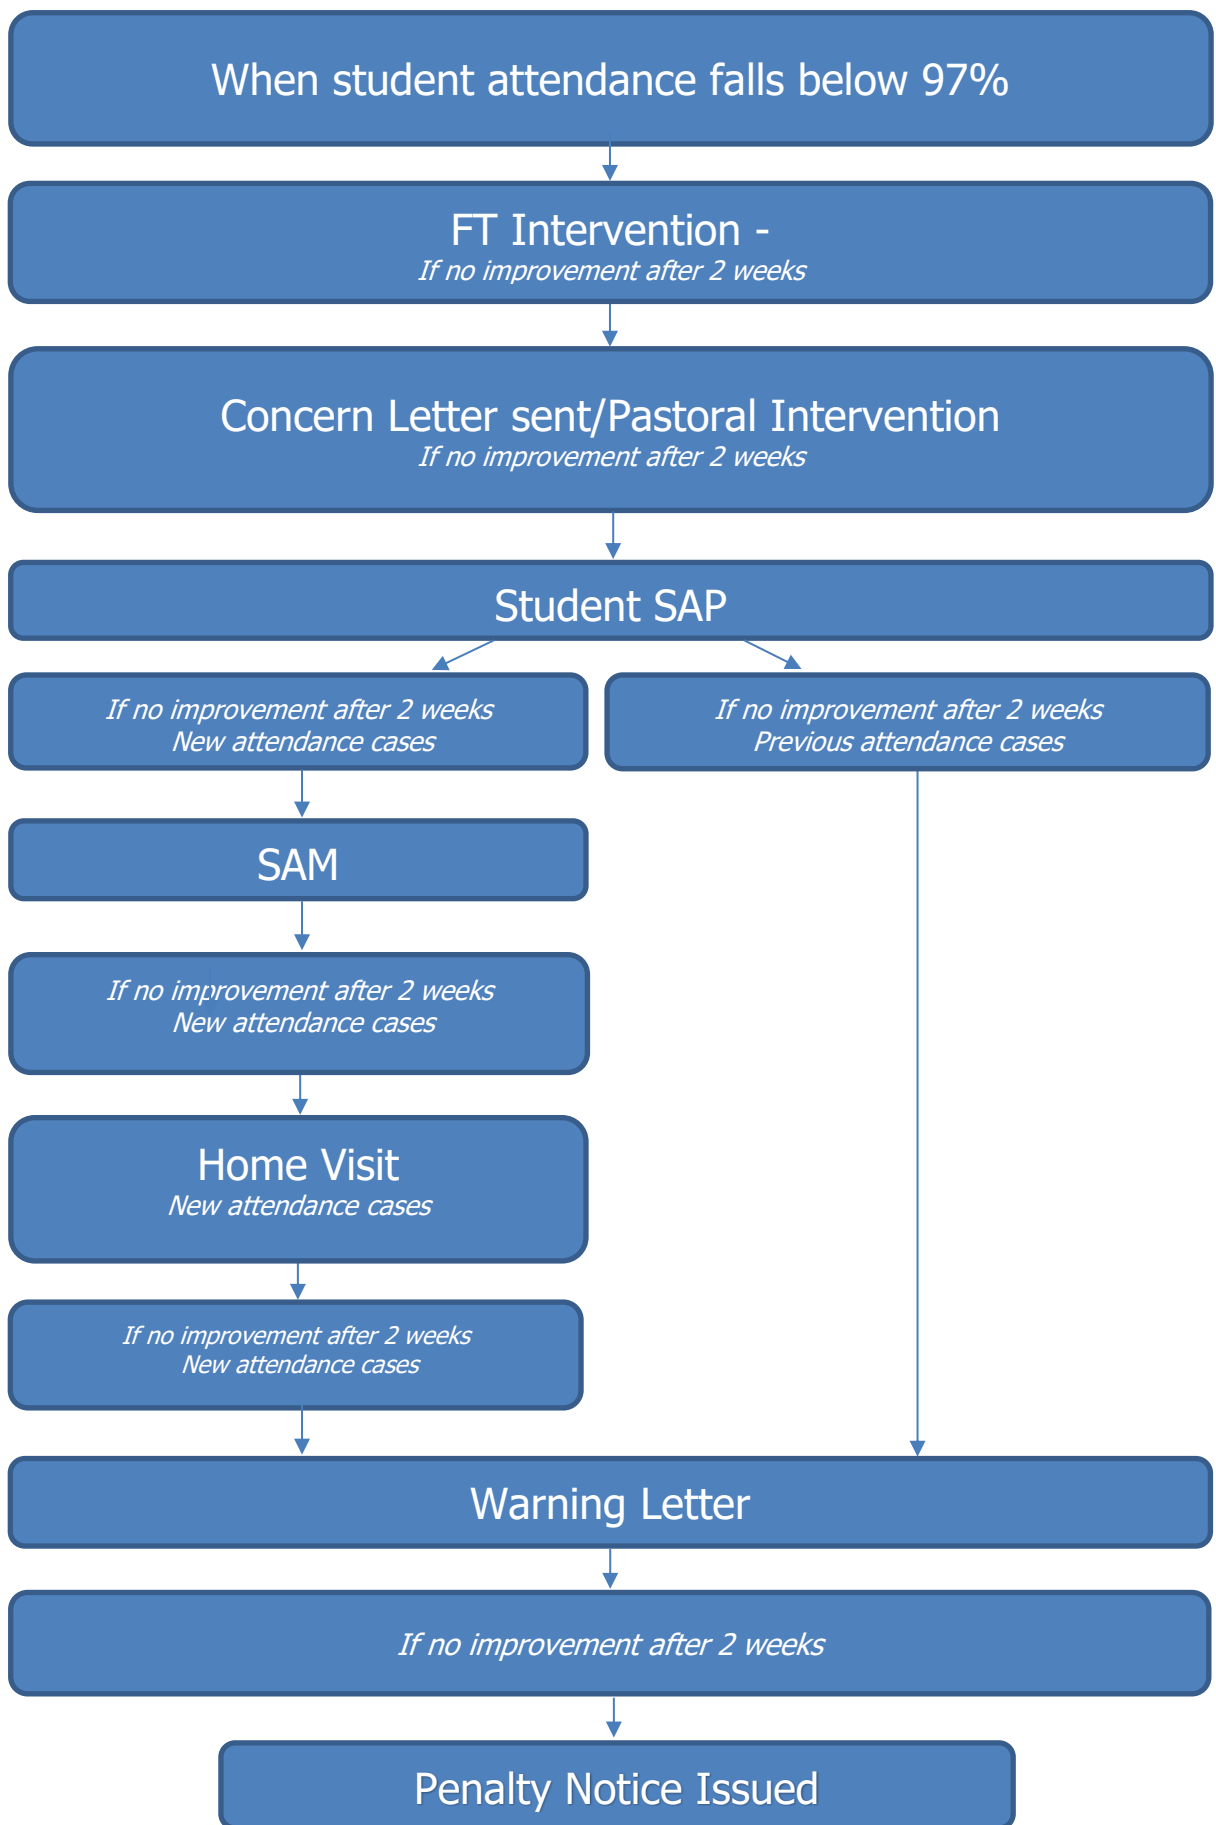 When student attendance falls below 97%
FT Intervention -
If no improvement after 2 weeks
Concern Letter sent/Pastoral Intervention
If no improvement after 2 weeks
Student SAP
If no improvement after 2 weeks
New attendance cases
If no improvement after 2 weeks
Previous attendance cases
SAM
If no improvement after 2 weeks
New attendance cases
Home Visit
New attendance cases
If no improvement after 2 weeks
New attendance cases
Warning Letter
If no improvement after 2 weeks
Penalty Notice Issued